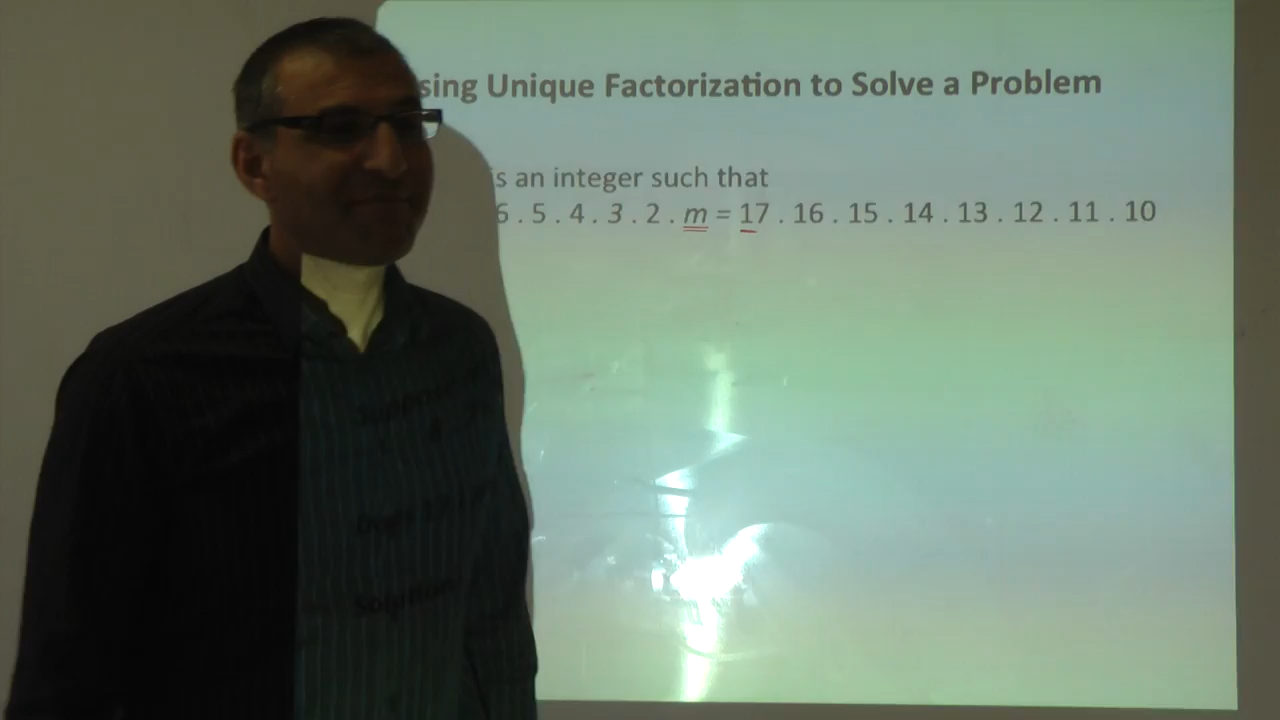 sing Unique Factorization to Solve a Problem
s an integer such that
6 . 5 . 4 . 3 . 2 . m = 17 . 16 . 15 . 14 . 13 . 12 . 11 . 10